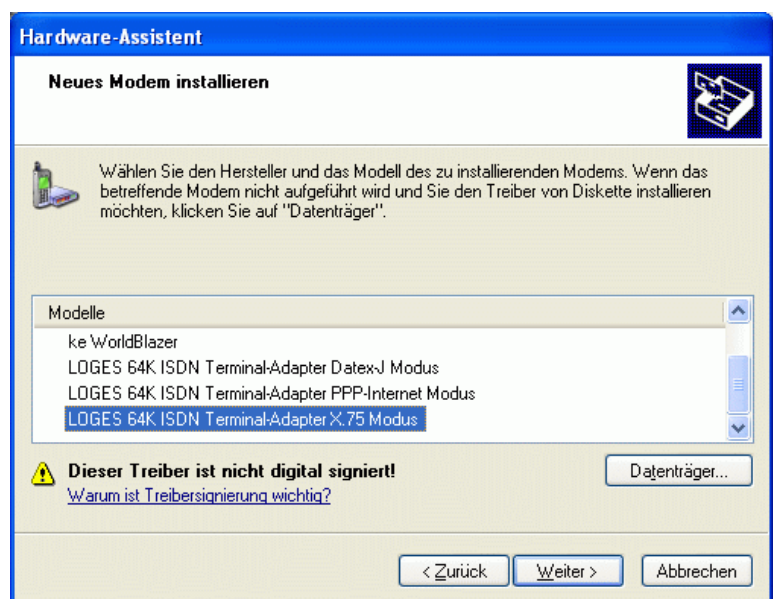 Hardware-Assistent
Neues Modem installieren
Wählen Sie den Hersteller und das Modell des zu installierenden Modems. Wenn das
betreffende Modem nicht aufgeführt wird und Sie den Treiber von Diskette installieren
möchten, klicken Sie auf "Datenträger".
Modelle
ke WorldBlazer
LOGES 64K ISDN Terminal-Adapter Datex-J Modus
LOGES 64K ISDN Terminal-Adapter PPP-Internet Modus
LOGES 64K ISDN Terminal-Adapter X.75 Modus
Dieser Treiber ist nicht digital signiert!
Datenträger...
Warum ist Treibersignierung wichtig?
< Zurück Weiter > Abbrechen